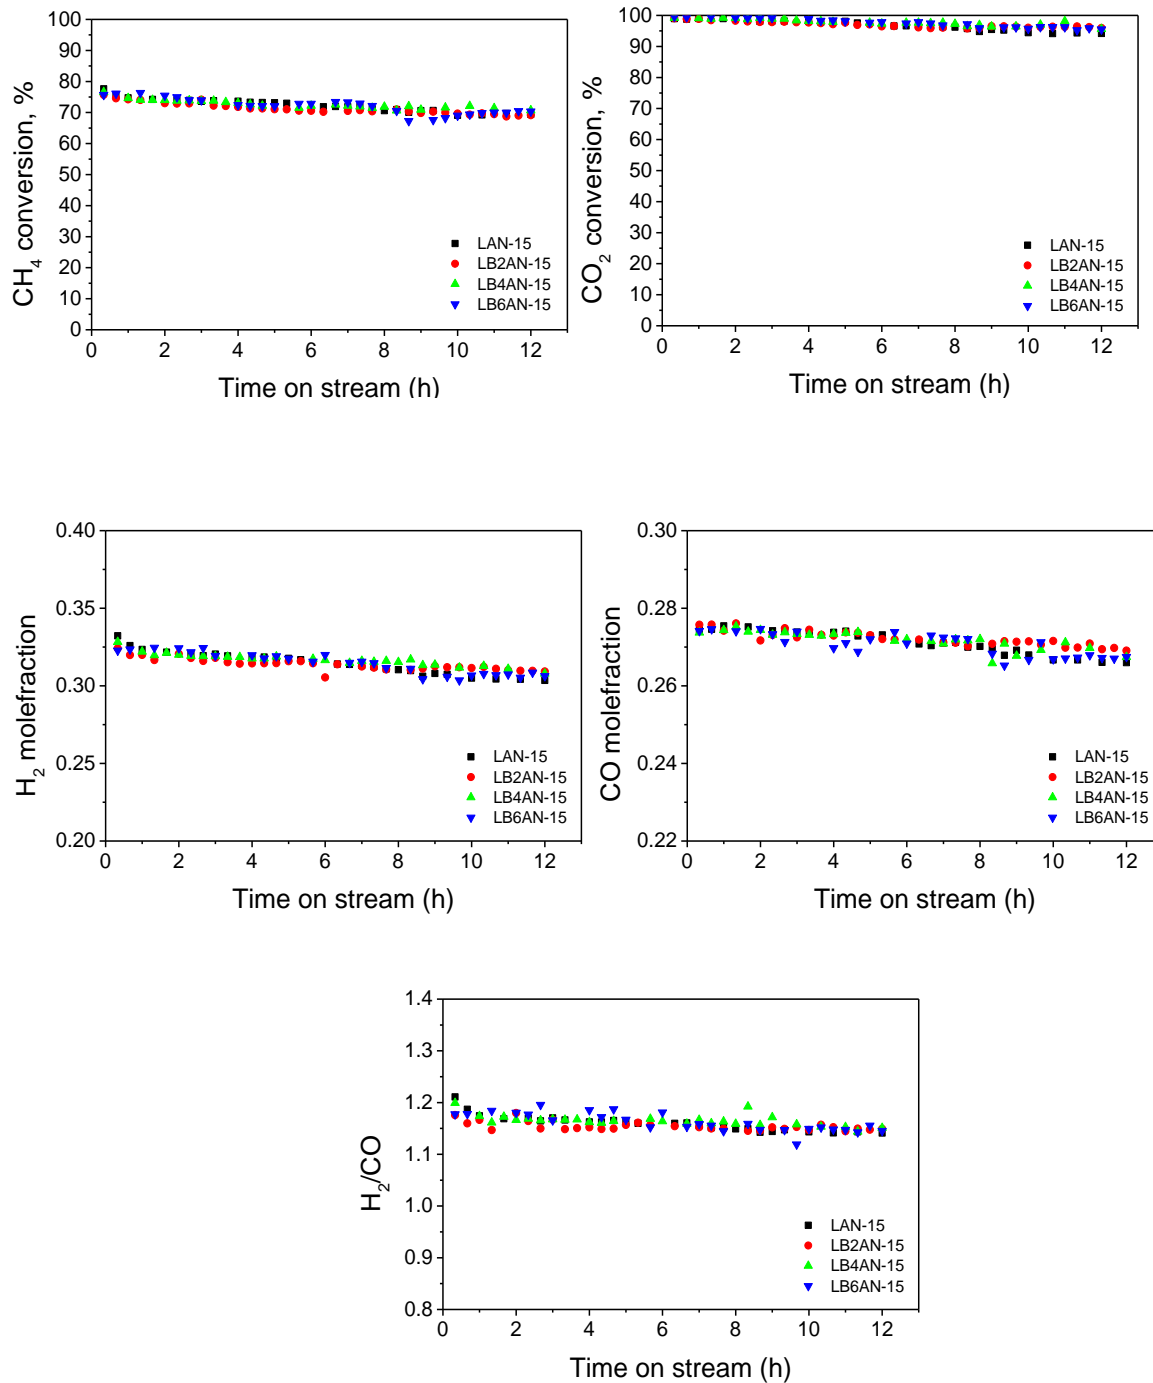 100
90
80
70
60
50
40
30
20
10
0
CH4 conversion, %
LAN-15
LB2AN-15
LB4AN-15
LB6AN-15
0 2 4 6 8 10 12
Time on stream (h)
100
90
80
70
60
50
40
30
20
10
0
CO2 conversion, %
LAN-15
LB2AN-15
LB4AN-15
LB6AN-15
0 2 4 6 8 10 12
Time on stream (h)
0.40
0.35
0.30
0.25
0.20
H2 molefraction
LAN-15
LB2AN-15
LB4AN-15
LB6AN-15
0 2 4 6 8 10 12
Time on stream (h)
0.30
0.28
0.26
0.24
0.22
CO molefraction
LAN-15
LB2AN-15
LB4AN-15
LB6AN-15
0 2 4 6 8 10 12
Time on stream (h)
1.4
1.3
1.2
1.1
1.0
0.9
0.8
H2/CO
LAN-15
LB2AN-15
LB4AN-15
LB6AN-15
0 2 4 6 8 10 12
Time on stream (h)